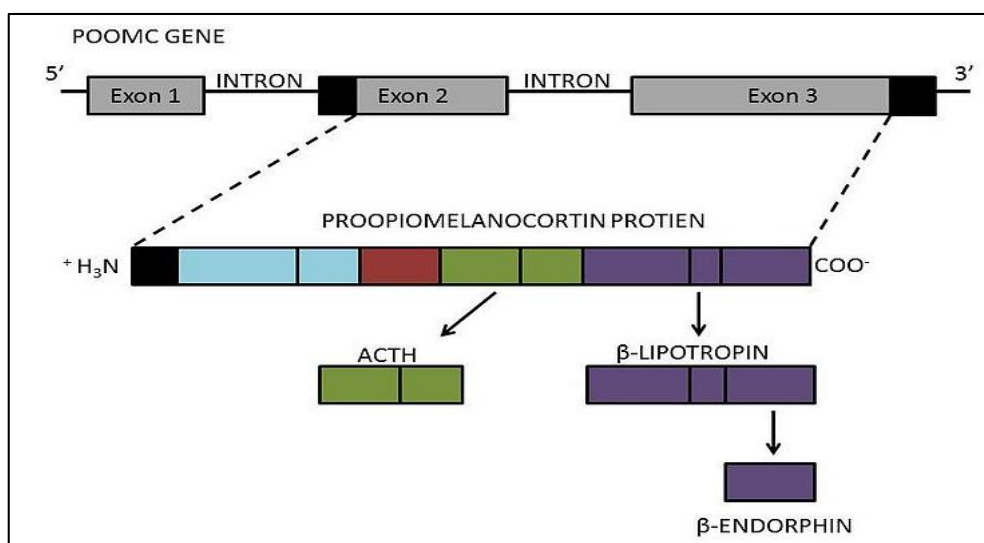 POOMC GENE
5′ INTRON INTRON 3′
Exon 1 Exon 2 Exon 3
PROOPIOMELANOCORTIN PROTIEN
⁺H₃N COO⁻
ACTH β-LIPOTROPIN
β-ENDORPHIN